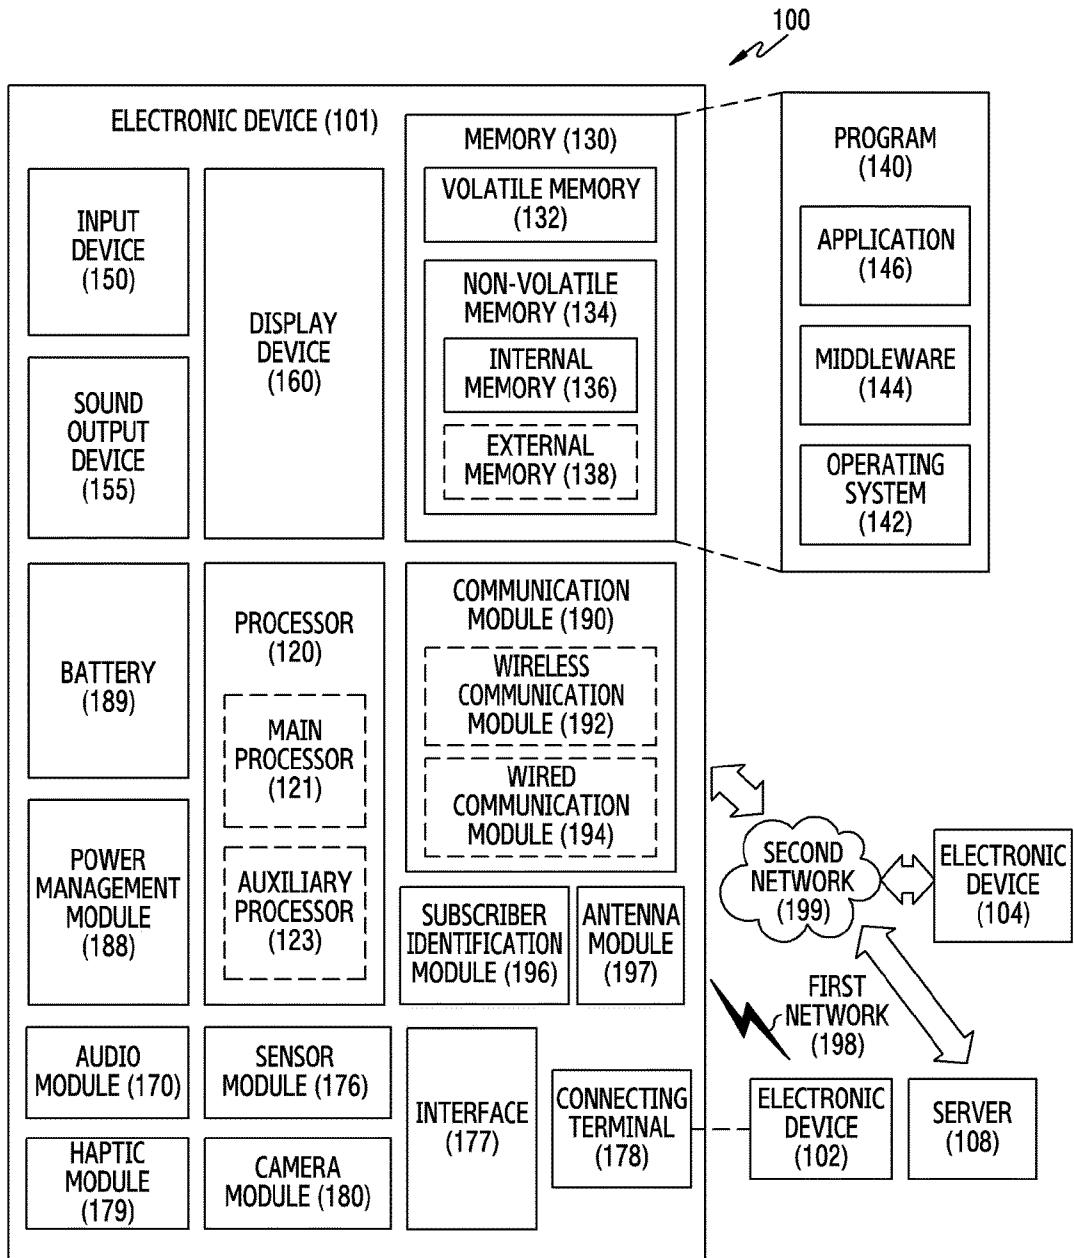 100
ELECTRONIC DEVICE (101)
INPUT
DEVICE
(150)
SOUND
OUTPUT
DEVICE
(155)
DISPLAY
DEVICE
(160)
MEMORY (130)
VOLATILE MEMORY
(132)
NON-VOLATILE
MEMORY (134)
INTERNAL
MEMORY (136)
EXTERNAL
MEMORY (138)
PROGRAM
(140)
APPLICATION
(146)
MIDDLEWARE
(144)
OPERATING
SYSTEM
(142)
BATTERY
(189)
POWER
MANAGEMENT
MODULE
(188)
PROCESSOR
(120)
MAIN
PROCESSOR
(121)
AUXILIARY
PROCESSOR
(123)
COMMUNICATION
MODULE (190)
WIRELESS
COMMUNICATION
MODULE (192)
WIRED
COMMUNICATION
MODULE (194)
SUBSCRIBER
IDENTIFICATION
MODULE (196)
ANTENNA
MODULE
(197)
SECOND
NETWORK
(199)
ELECTRONIC
DEVICE
(104)
FIRST
NETWORK
(198)
AUDIO
MODULE (170)
SENSOR
MODULE (176)
HAPTIC
MODULE
(179)
CAMERA
MODULE (180)
INTERFACE
(177)
CONNECTING
TERMINAL
(178)
ELECTRONIC
DEVICE
(102)
SERVER
(108)